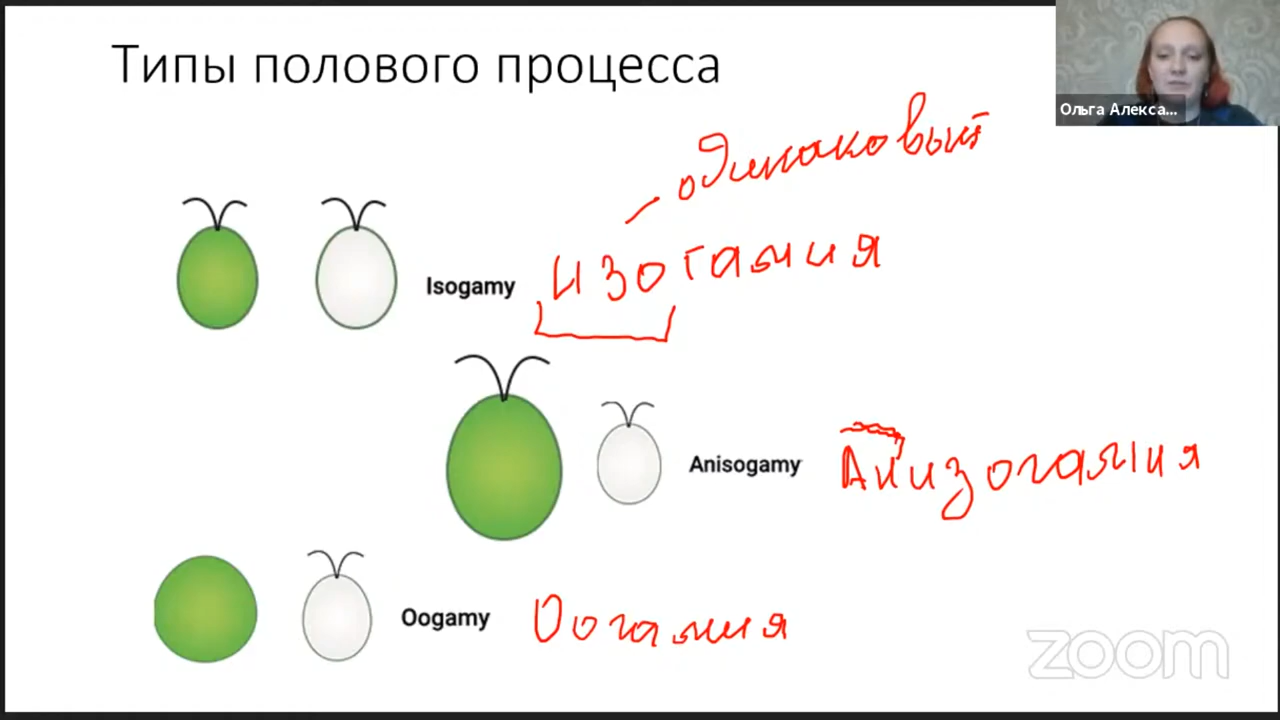 Типы полового процесса
Ольга Алекса...
одинаковый
Isogamy изогамия
Anisogamy Анизогамия
Oogamy Оогамия
zoom